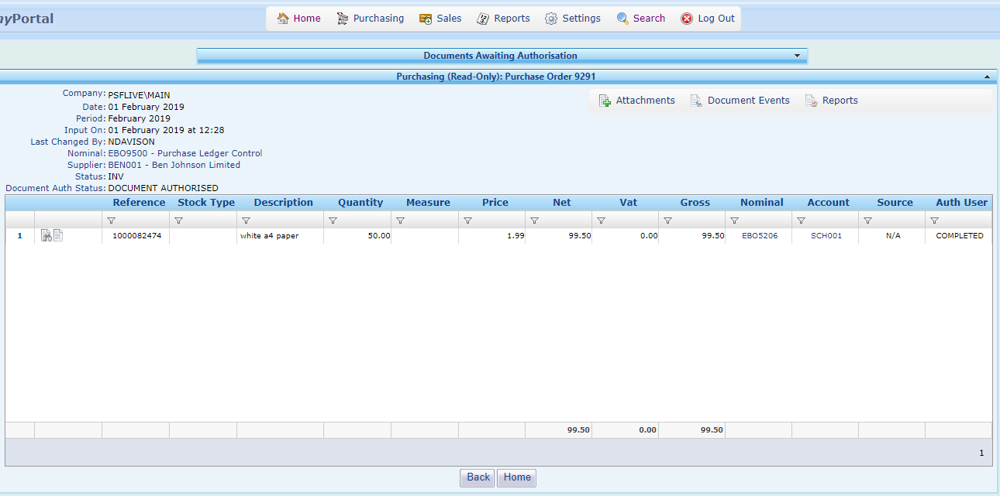 myPortal
Home Purchasing Sales Reports Settings Search Log Out
Documents Awaiting Authorisation
Purchasing (Read-Only): Purchase Order 9291
Attachments Document Events Reports
Company: PSFLIVE\MAIN
Date: 01 February 2019
Period: February 2019
Input On: 01 February 2019 at 12:28
Last Changed By: NDAVISON
Nominal: EBO9500 - Purchase Ledger Control
Supplier: BEN001 - Ben Johnson Limited
Status: INV
Document Auth Status: DOCUMENT AUTHORISED
Reference Stock Type Description Quantity Measure Price Net Vat Gross Nominal Account Source Auth User
1 1000082474 white a4 paper 50.00 1.99 99.50 0.00 99.50 EBO5206 SCH001 N/A COMPLETED
99.50 0.00 99.50
1
Back Home